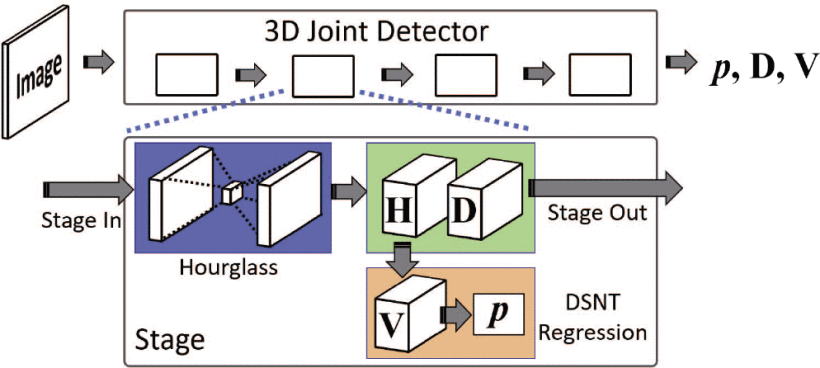 3D Joint Detector
Image
p, D, V
Stage In
H D
Stage Out
Hourglass
V p
DSNT
Regression
Stage